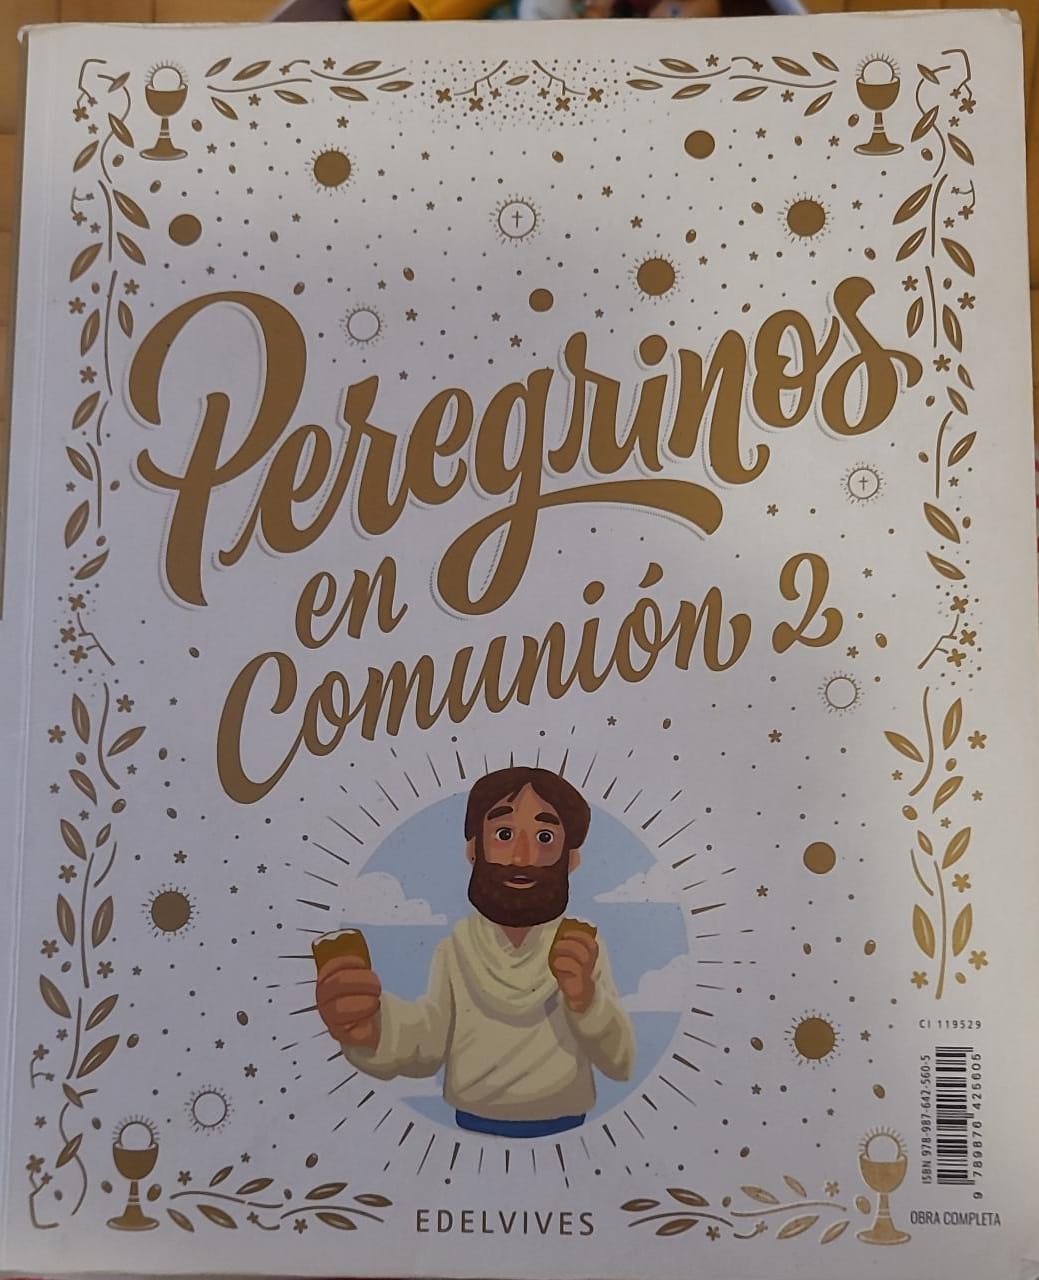 Peregrinos
en
Comunión 2
CI 119529
ISBN 978-987-642-560-5
9 789876 425605
OBRA COMPLETA
EDELVIVES